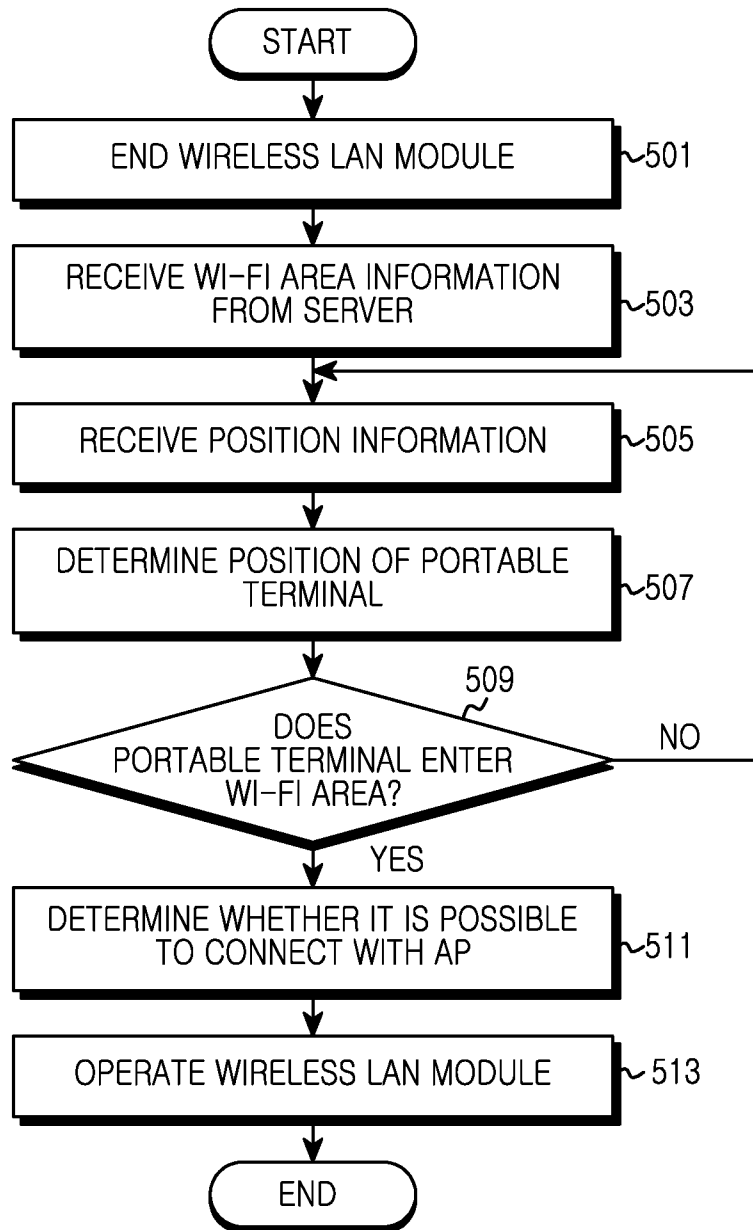 START
END WIRELESS LAN MODULE
501
RECEIVE WI-FI AREA INFORMATION
FROM SERVER
503
RECEIVE POSITION INFORMATION
505
DETERMINE POSITION OF PORTABLE
TERMINAL
507
509
DOES
PORTABLE TERMINAL ENTER
WI-FI AREA?
NO
YES
DETERMINE WHETHER IT IS POSSIBLE
TO CONNECT WITH AP
511
OPERATE WIRELESS LAN MODULE
513
END